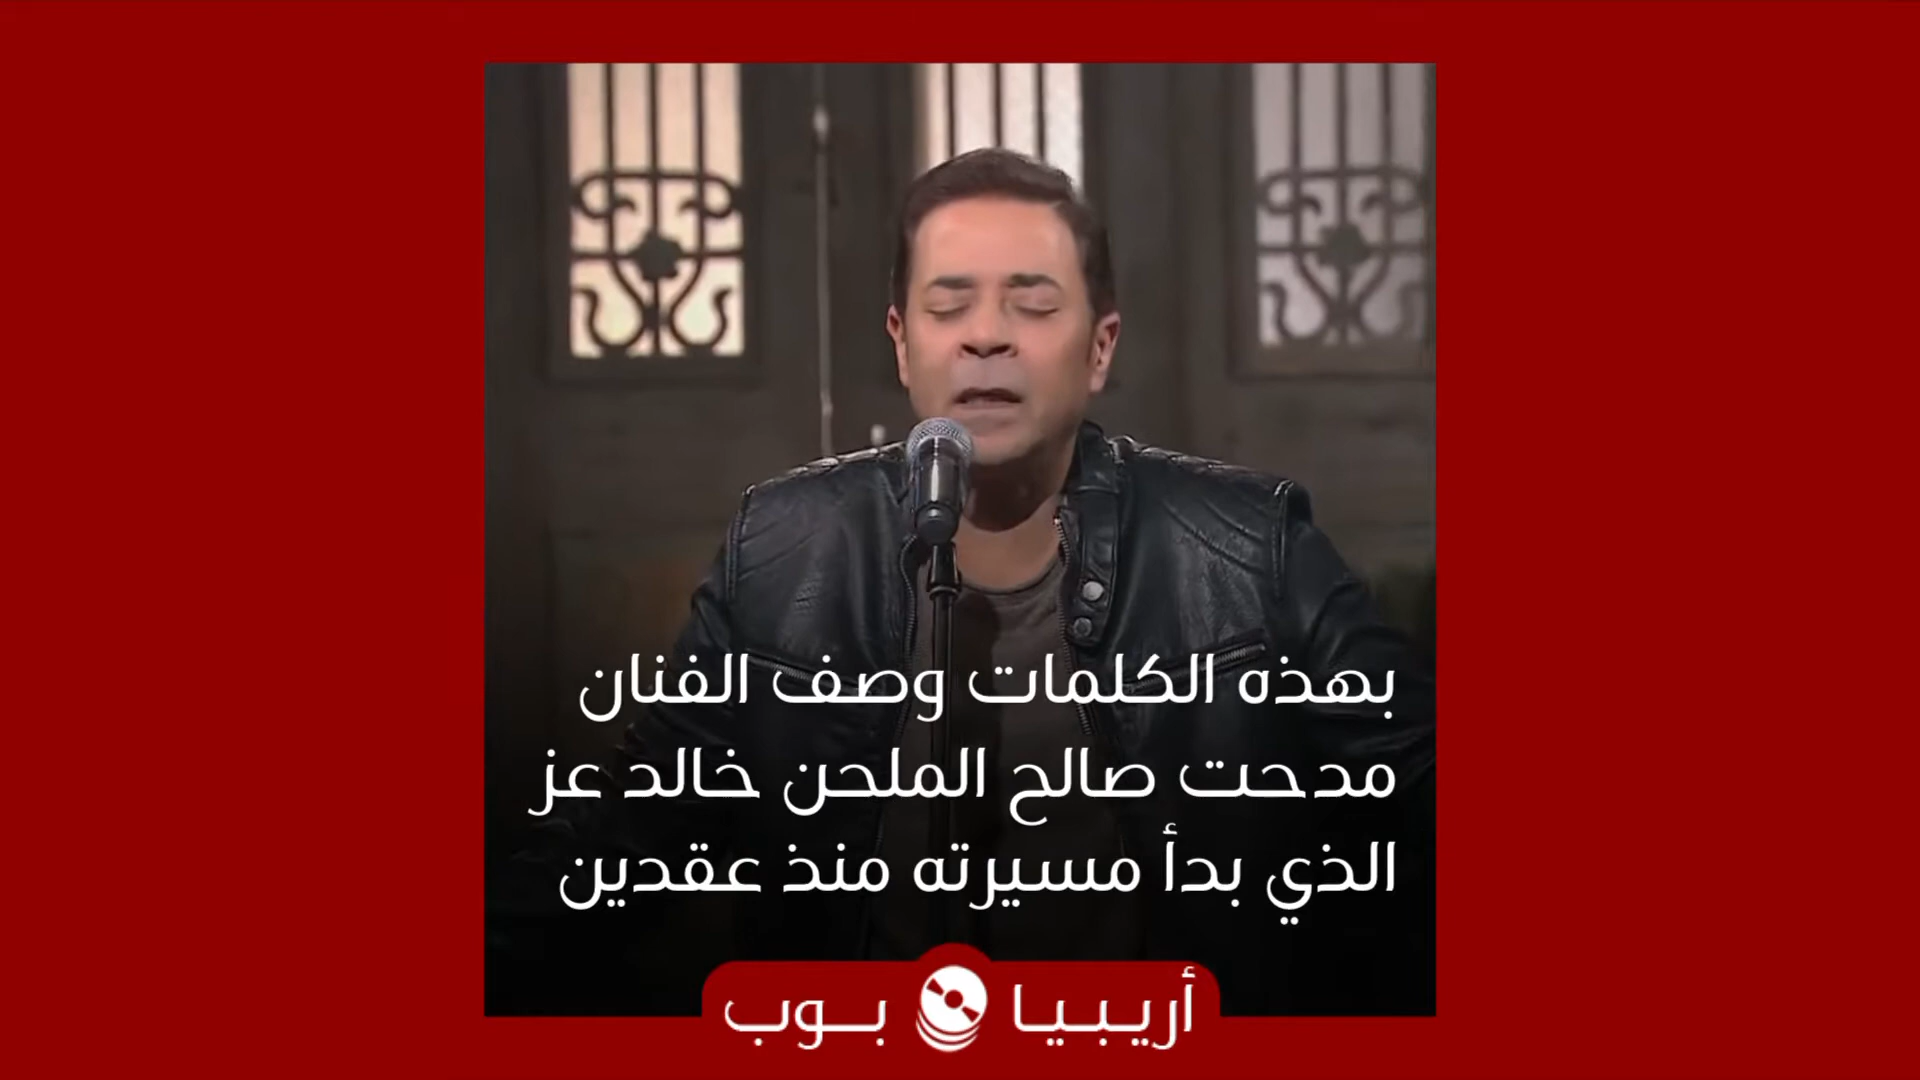 بهذه الكلمات وصف الفنان
مدحت صالح الملحن خالد عز
الذي بدأ مسيرته منذ عقدين
أريبيا بوب